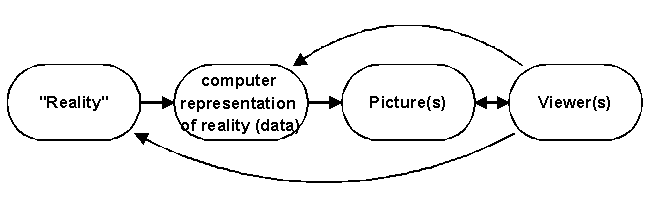 "Reality"
computer
representation
of reality (data)
Picture(s)
Viewer(s)